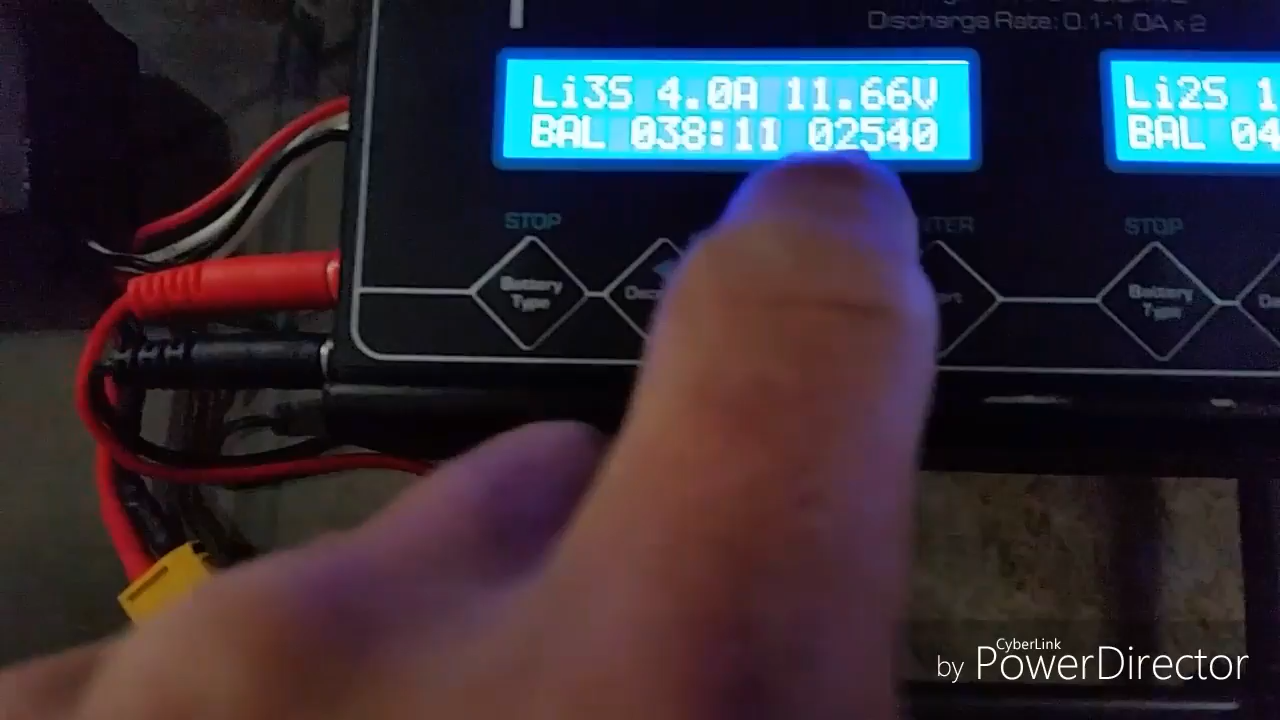 Discharge Rate: 0.1-1.0A x 2
Li3S 4.0A 11.66V
BAL 038:11 02540
Li2S 1
BAL 04
STOP
NTER
STOP
Battery
Type
Battery
Type
CyberLink
by PowerDirector